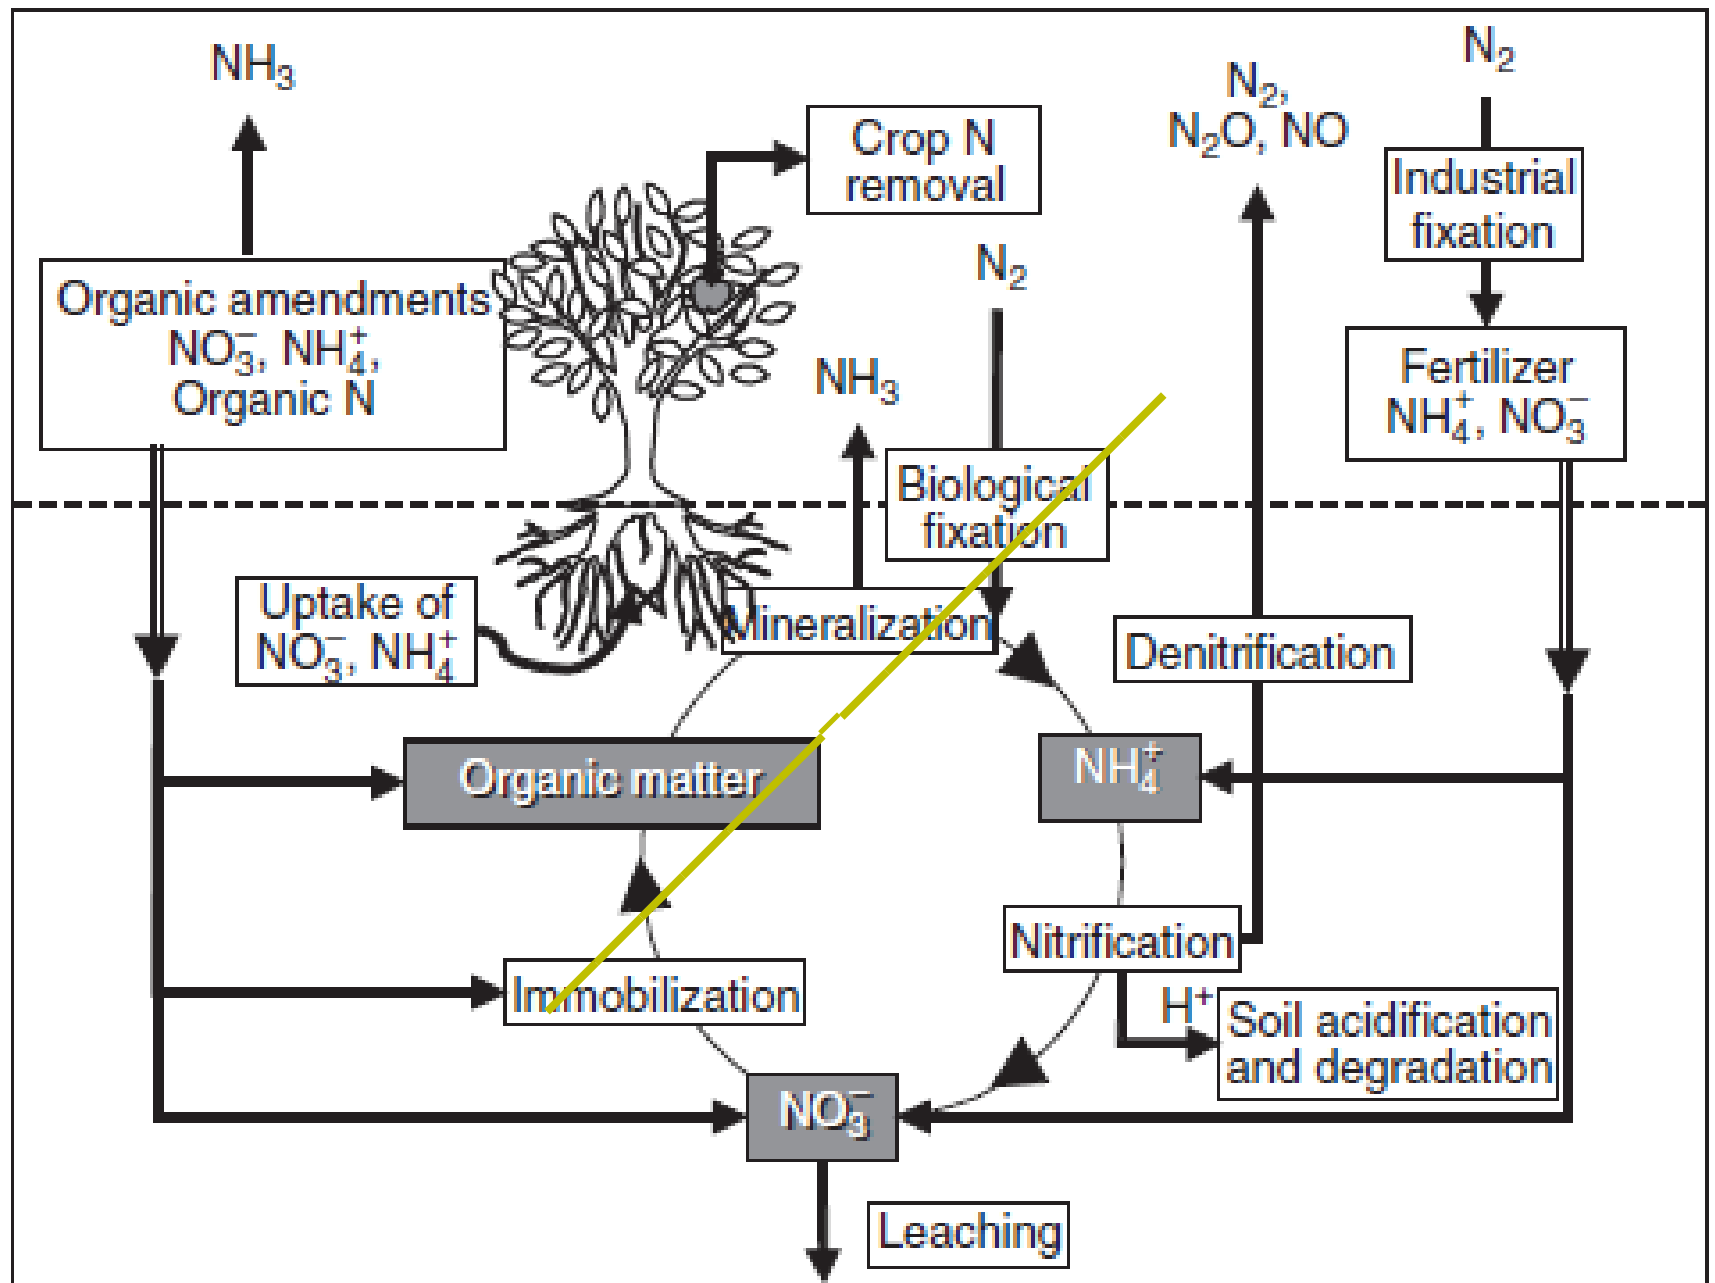 NH₃
N₂
N₂,
N₂O, NO
Crop N
removal
Industrial
fixation
Organic amendments
NO₃⁻, NH₄⁺,
Organic N
N₂
NH₃
Fertilizer
NH₄⁺, NO₃⁻
Biological
fixation
Uptake of
NO₃⁻, NH₄⁺
Mineralization
Denitrification
Organic matter
NH₄⁺
Nitrification
Immobilization
H⁺
Soil acidification
and degradation
NO₃⁻
Leaching